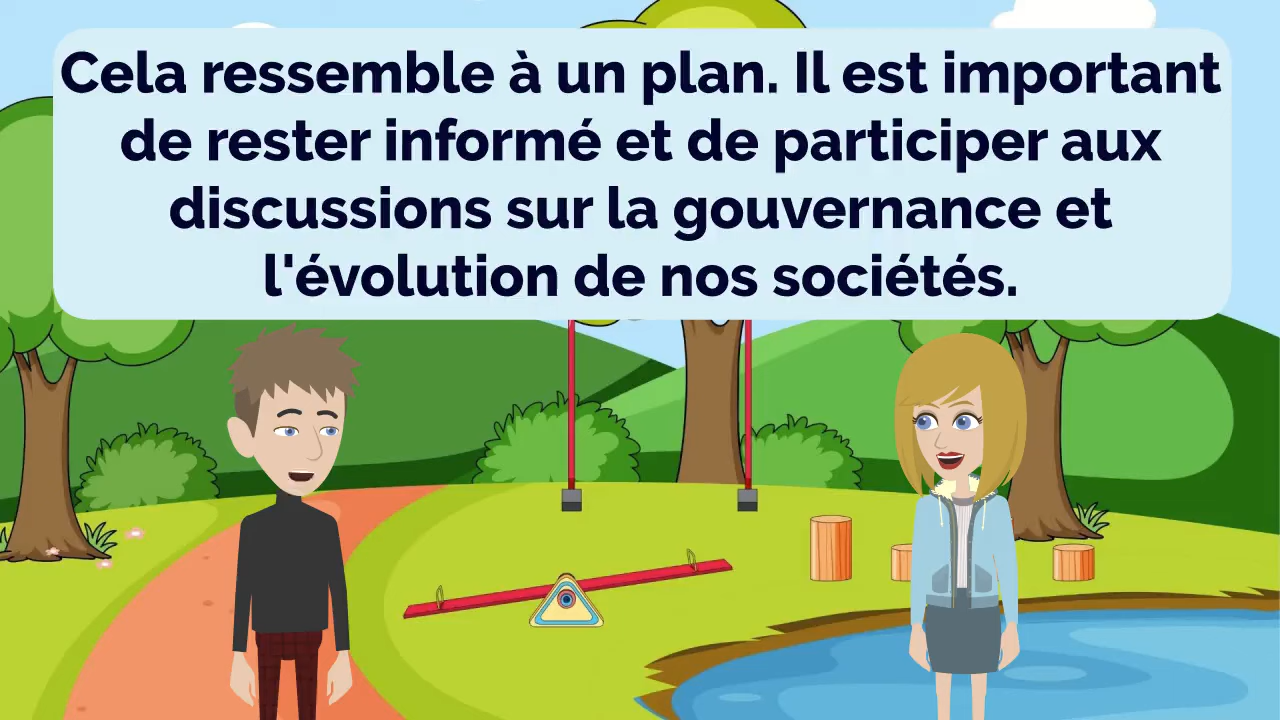 Cela ressemble à un plan. Il est important
de rester informé et de participer aux
discussions sur la gouvernance et
l'évolution de nos sociétés.